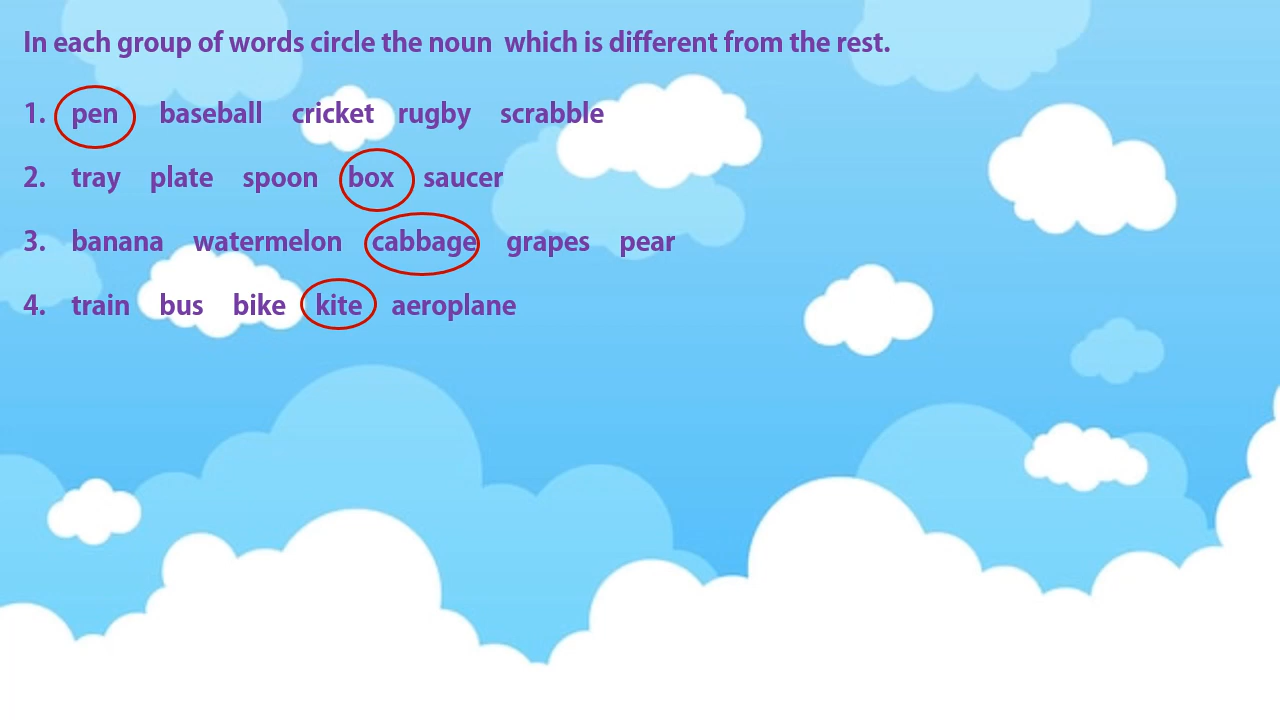 In each group of words circle the noun which is different from the rest.
1. pen baseball cricket rugby scrabble
2. tray plate spoon box saucer
3. banana watermelon cabbage grapes pear
4. train bus bike kite aeroplane